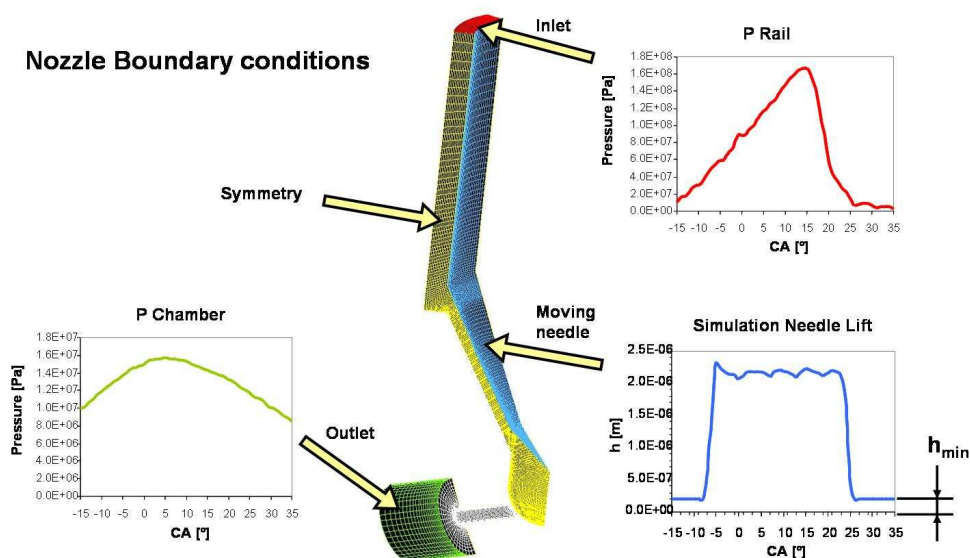 Nozzle Boundary conditions
Inlet
Symmetry
Moving
needle
Outlet
P Rail
Pressure [Pa]
1.8E+08
1.6E+08
1.4E+08
1.2E+08
1.0E+08
8.0E+07
6.0E+07
4.0E+07
2.0E+07
0.0E+00
-15 -10 -5 0 5 10 15 20 25 30 35
CA [º]
P Chamber
Pressure [Pa]
1.8E+07
1.6E+07
1.4E+07
1.2E+07
1.0E+07
8.0E+06
6.0E+06
4.0E+06
2.0E+06
0.0E+00
-15 -10 -5 0 5 10 15 20 25 30 35
CA [º]
Simulation Needle Lift
h [m]
2.5E-06
2.0E-06
1.5E-06
1.0E-06
5.0E-07
0.0E+00
-15 -10 -5 0 5 10 15 20 25 30 35
CA [º]
hmin